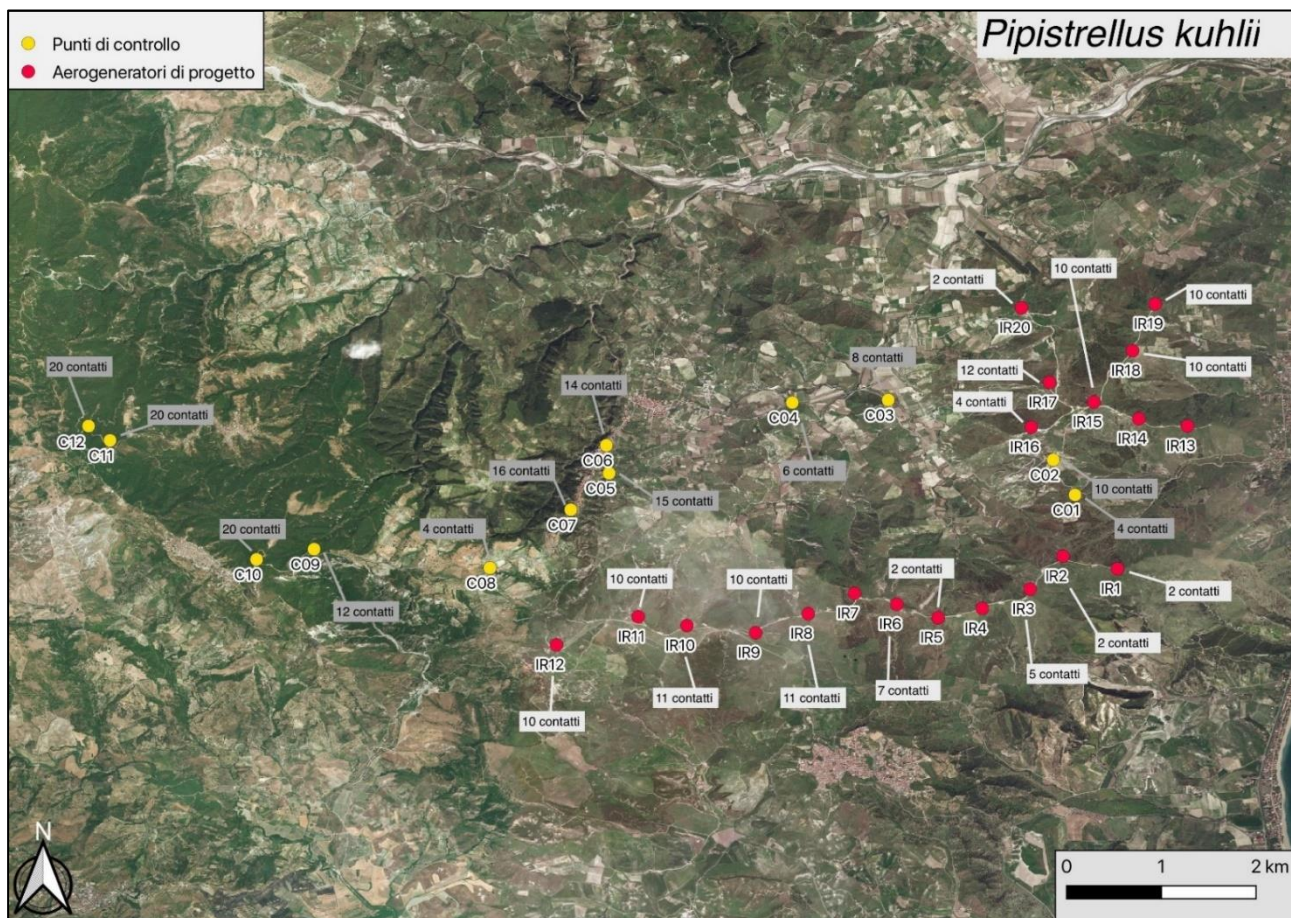 Punti di controllo
Aerogeneratori di progetto
Pipistrellus kuhlii
10 contatti
2 contatti
10 contatti
IR19
IR20
8 contatti
IR18
10 contatti
20 contatti
12 contatti
IR17
14 contatti
4 contatti
20 contatti
C12
C11
C04
C03
IR15
IR14
IR13
IR16
C06
C02
16 contatti
6 contatti
C05
15 contatti
10 contatti
C07
C01
4 contatti
20 contatti
4 contatti
C10
C09
C08
IR2
IR1
12 contatti
10 contatti
10 contatti
2 contatti
2 contatti
IR7
IR6
IR5
IR4
IR3
IR11
IR10
IR9
IR8
IR12
2 contatti
5 contatti
11 contatti
11 contatti
7 contatti
10 contatti
N
0 1 2 km